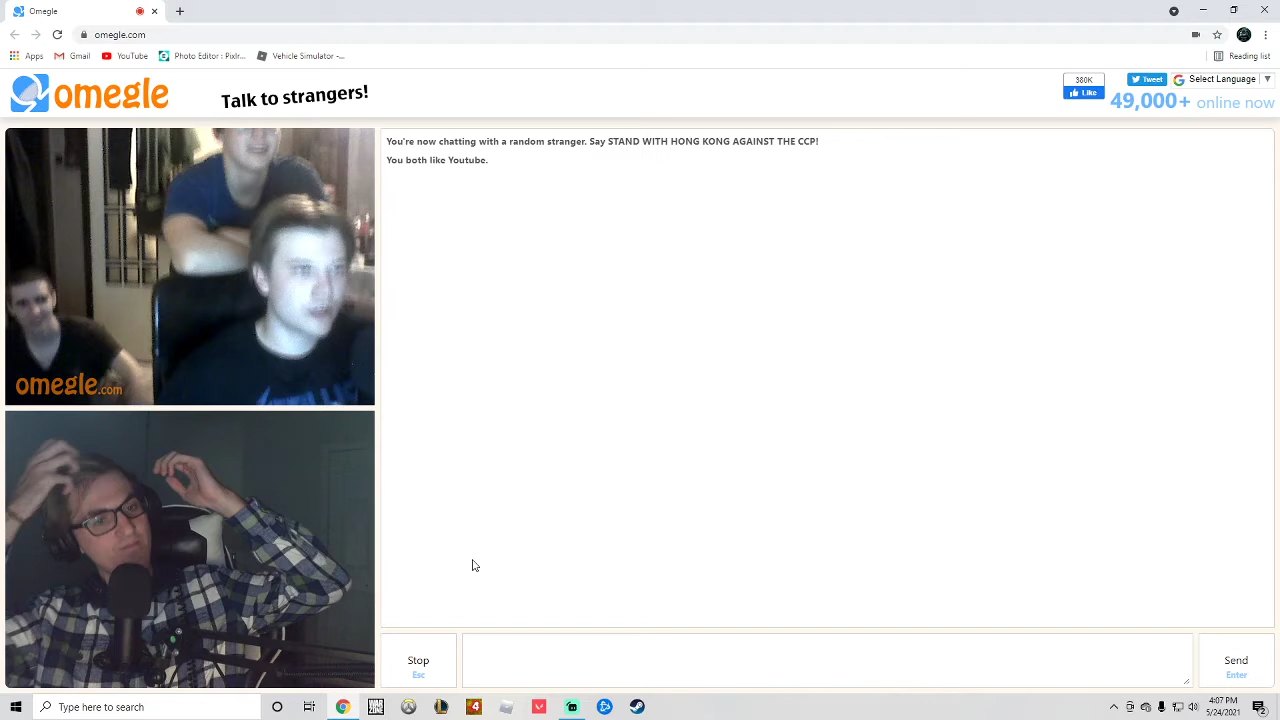 Omegle
omegle.com
Apps
Gmail
YouTube
Photo Editor : Pixlr...
Vehicle Simulator -...
Reading list
omegle
Talk to strangers!
380K
Like
Tweet
Select Language
49,000+ online now
You're now chatting with a random stranger. Say STAND WITH HONG KONG AGAINST THE CCP!
You both like Youtube.
omegle.com
Stop
Esc
Send
Enter
Type here to search
4:07 PM
5/24/2021